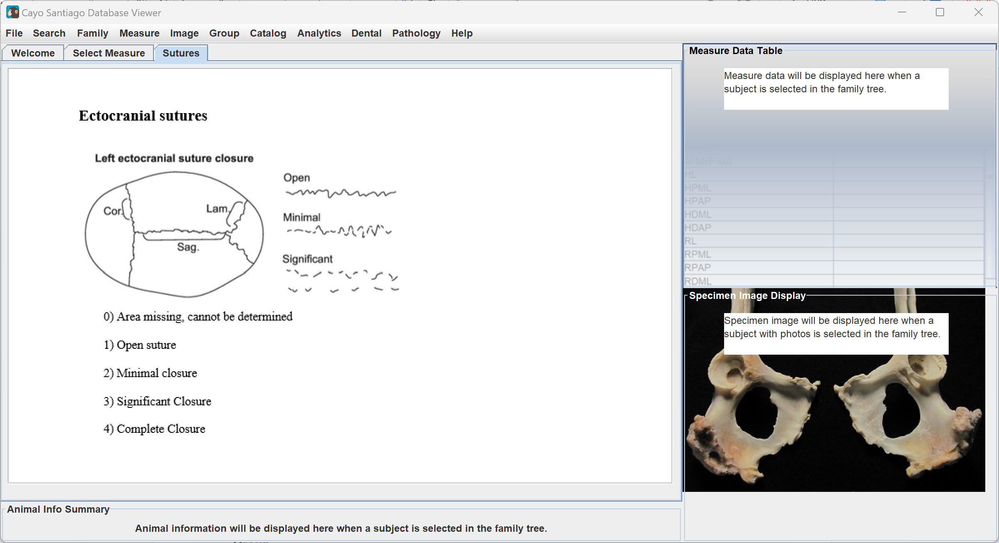 Cayo Santiago Database Viewer
File Search Family Measure Image Group Catalog Analytics Dental Pathology Help
Welcome Select Measure Sutures
Ectocranial sutures
Left ectocranial suture closure
Cor.
Lam.
Sag.
Open
Minimal
Significant
0) Area missing, cannot be determined
1) Open suture
2) Minimal closure
3) Significant Closure
4) Complete Closure
Measure Data Table
Measure data will be displayed here when a
subject is selected in the family tree.
Al-MxF sut
HL
HPML
HPAP
HDML
HDAP
RL
RPML
RPAP
RDML
Specimen Image Display
Specimen image will be displayed here when a
subject with photos is selected in the family tree.
Animal Info Summary
Animal information will be displayed here when a subject is selected in the family tree.